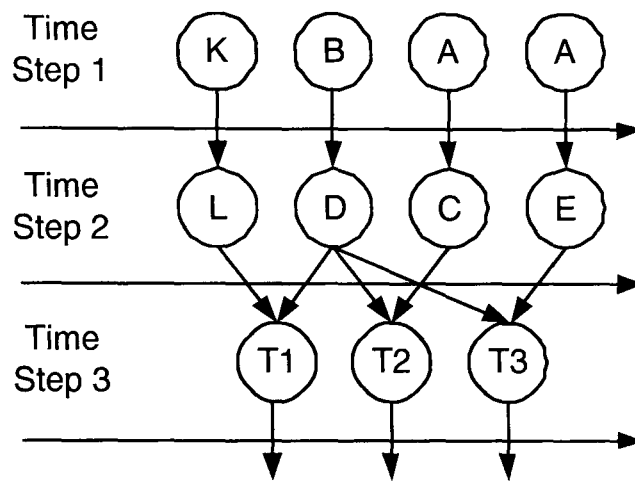 Time
Step 1
K B A A
Time
Step 2
L D C E
Time
Step 3
T1 T2 T3